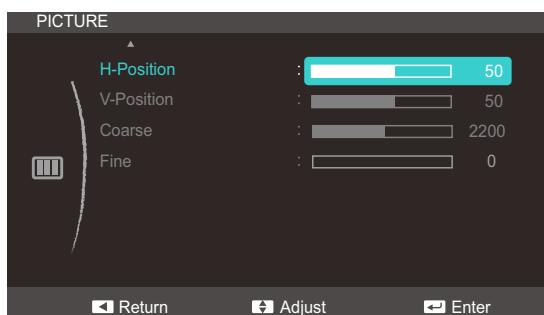 PICTURE
H-Position : 50
V-Position : 50
Coarse : 2200
Fine : 0
Return Adjust Enter